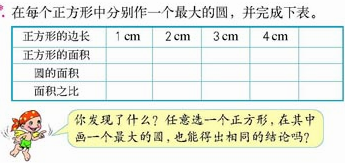 在每个正方形中分别作一个最大的圆，并完成下表。
正方形的边长 1 cm 2 cm 3 cm 4 cm
正方形的面积
圆的面积
面积之比
你发现了什么？任意选一个正方形，在其中
画一个最大的圆，也能得出相同的结论吗？